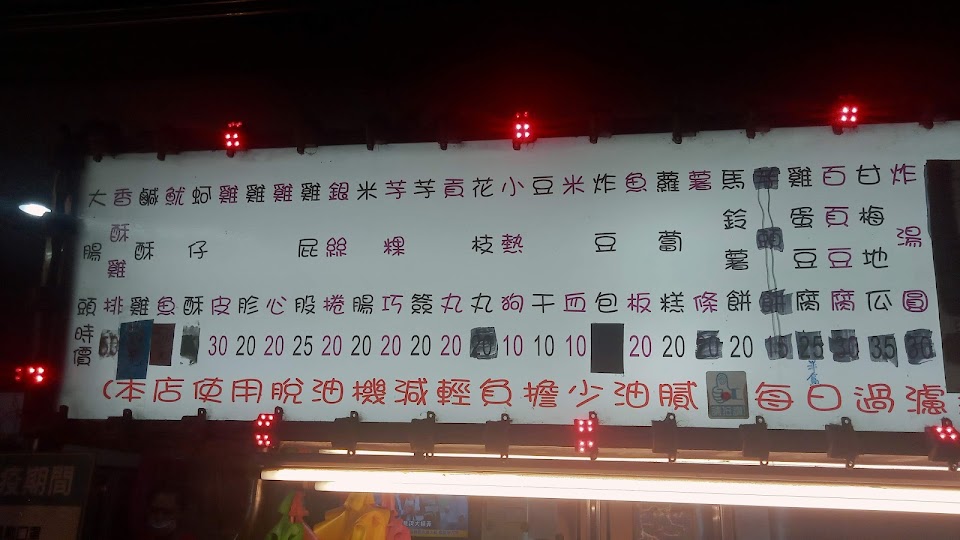 大腸頭 時價
香酥雞排
鹹酥雞
魷魚
蚵仔酥
雞皮 30
雞胗 20
雞心 20
雞屁股 25
銀絲捲 20
米腸 20
芋粿巧 20
芋簽 20
貢丸 20
花枝丸
小熱狗 10
豆干 10
米血 10
炸豆包
魚板 20
蘿蔔糕 20
薯條
馬鈴薯餅 20
雞蛋豆腐 25
百頁豆腐
甘梅地瓜 35
炸湯圓
(本店使用脫油機減輕負擔少油膩 每日過濾
疫期間